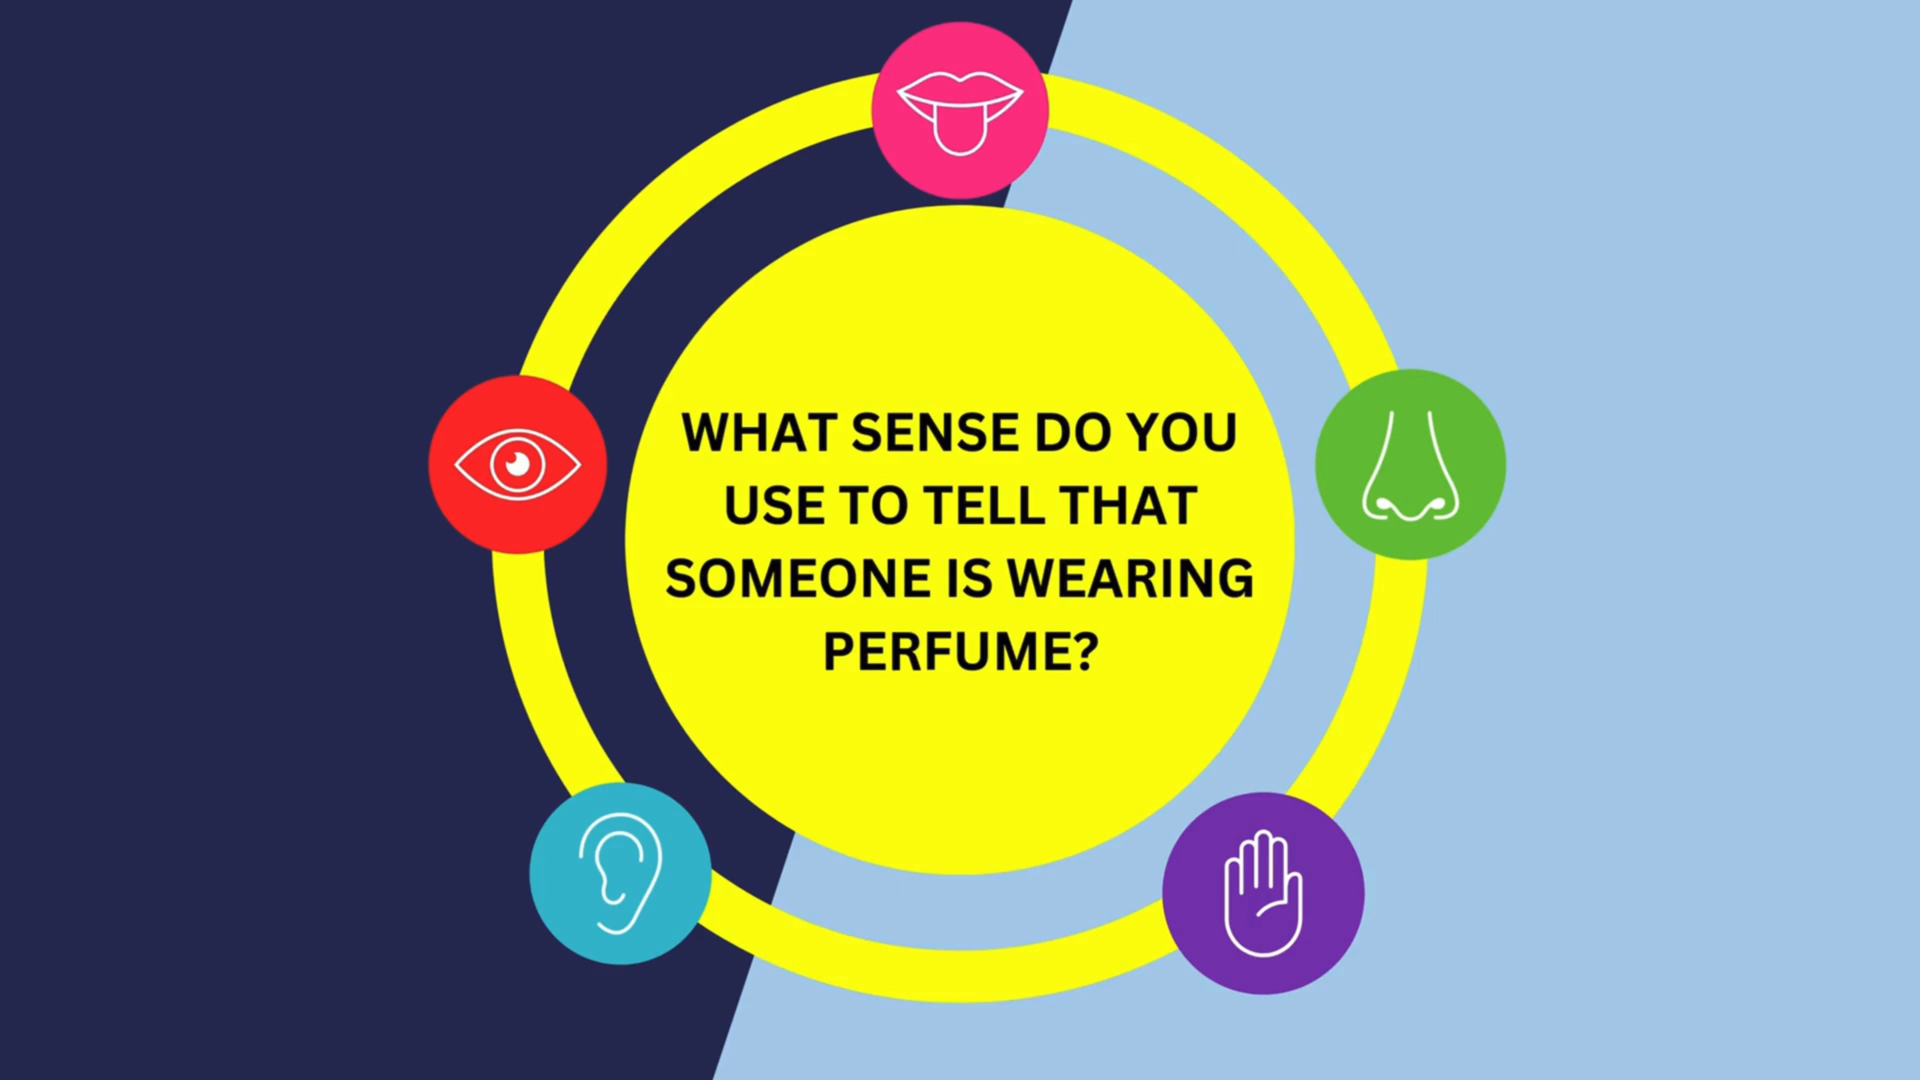 WHAT SENSE DO YOU
USE TO TELL THAT
SOMEONE IS WEARING
PERFUME?